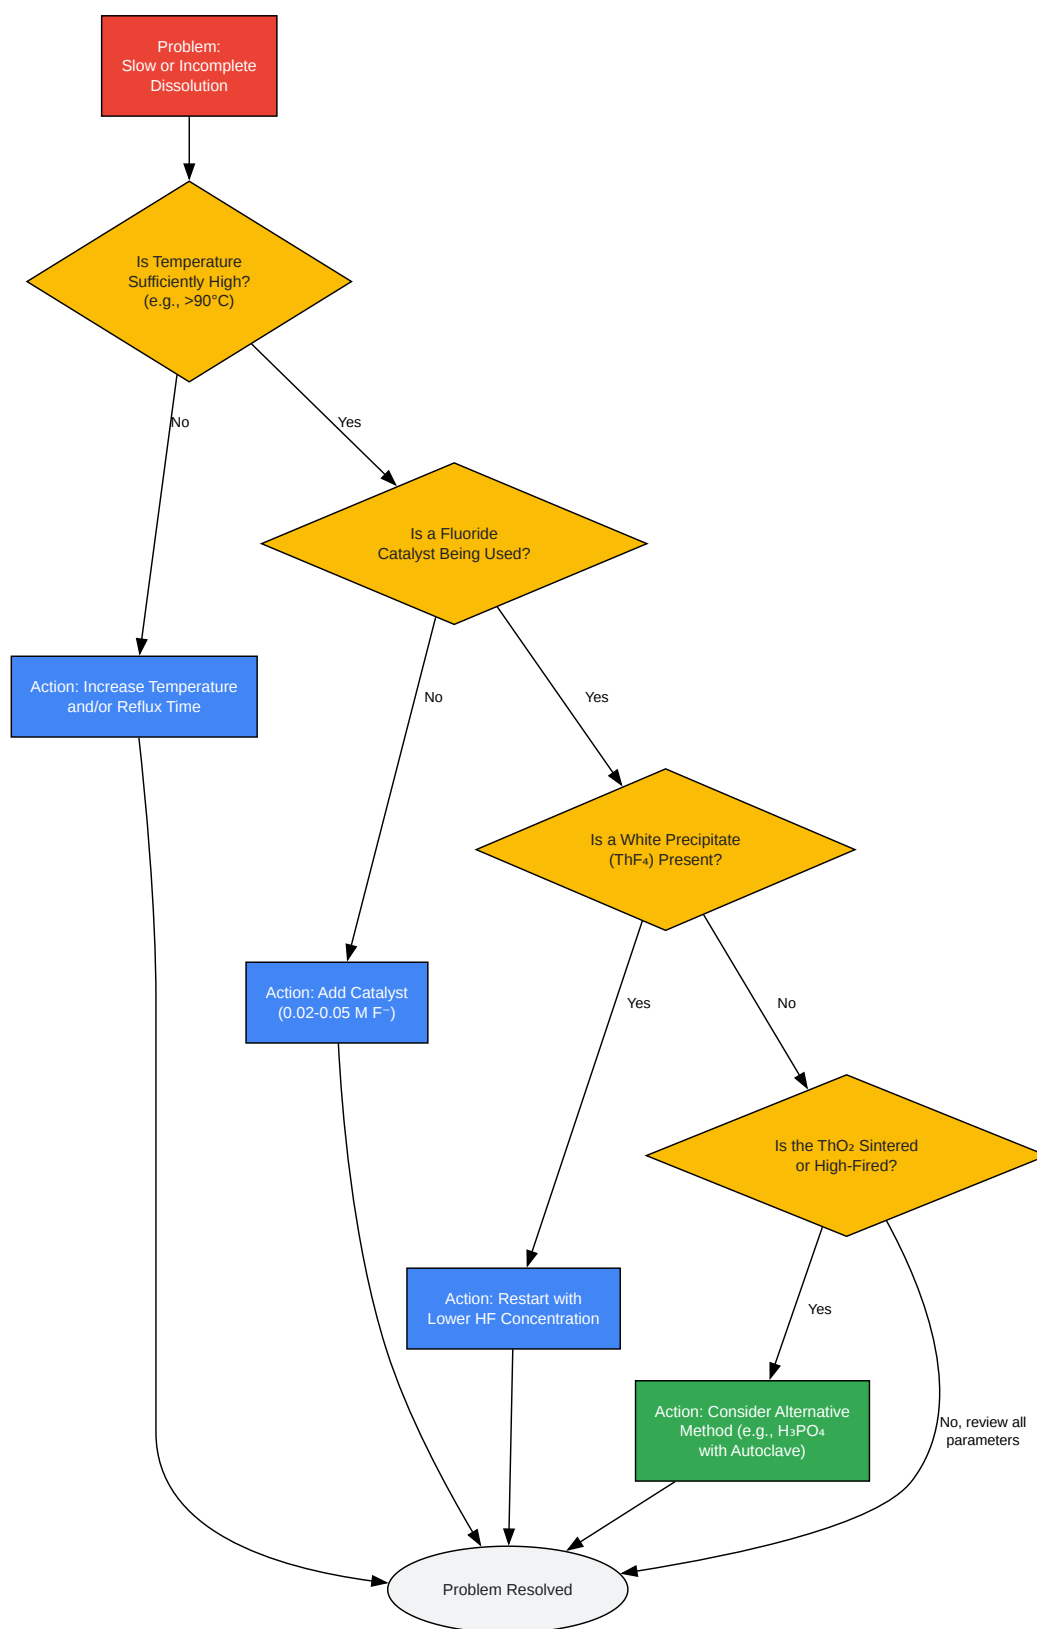 Problem:
Slow or Incomplete
Dissolution
Is Temperature
Sufficiently High?
(e.g., >90°C)
No
Yes
Is a Fluoride
Catalyst Being Used?
Action: Increase Temperature
and/or Reflux Time
No
Yes
Is a White Precipitate
(ThF₄) Present?
Action: Add Catalyst
(0.02-0.05 M F⁻)
Yes
No
Is the ThO₂ Sintered
or High-Fired?
Action: Restart with
Lower HF Concentration
Yes
Action: Consider Alternative
Method (e.g., H₃PO₄
with Autoclave)
No, review all
parameters
Problem Resolved